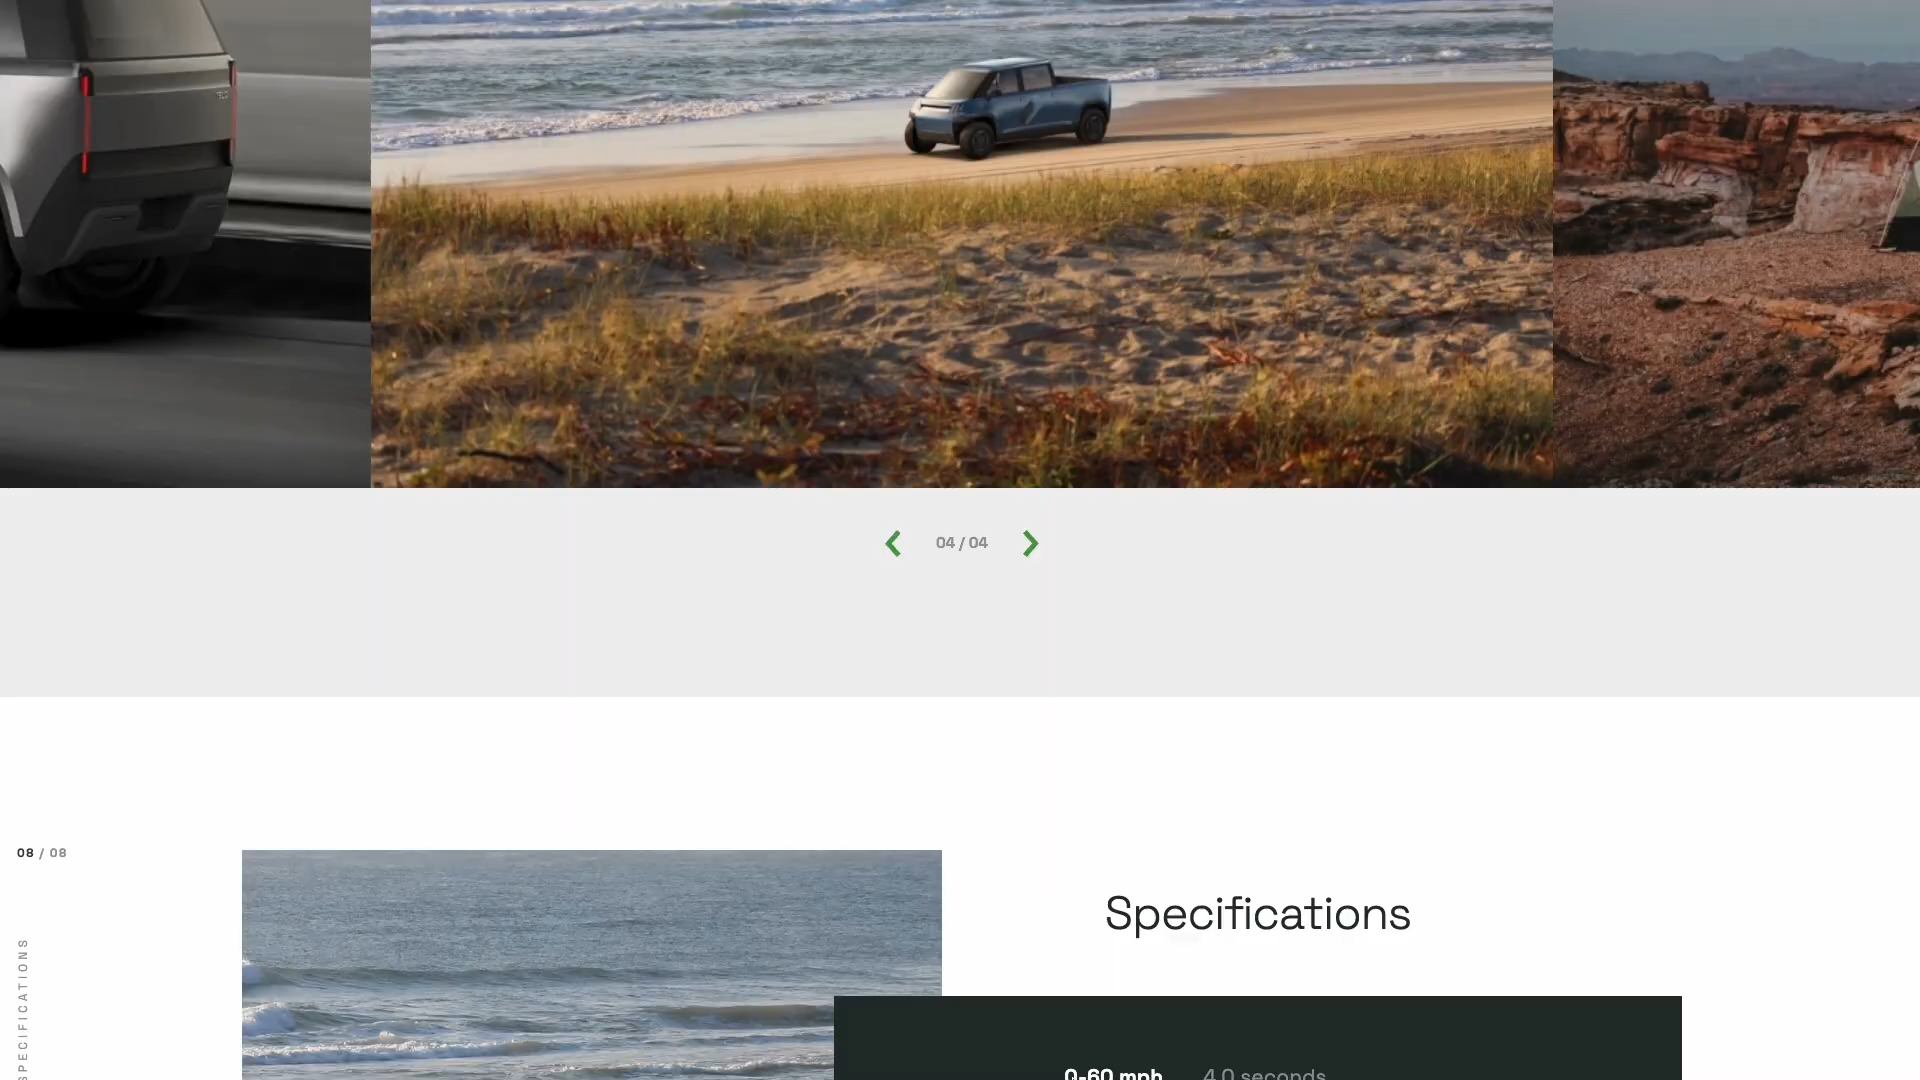 04 / 04
08 / 08
SPECIFICATIONS
Specifications
0-60 mph 4.0 seconds